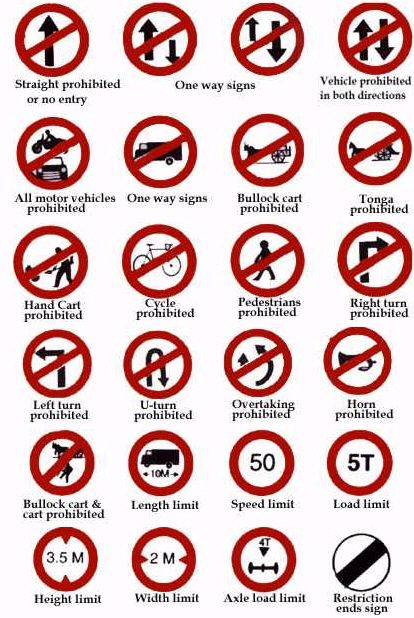 Straight prohibited
or no entry
One way signs
Vehicle prohibited
in both directions
All motor vehicles
prohibited
One way signs
Bullock cart
prohibited
Tonga
prohibited
Hand Cart
prohibited
Cycle
prohibited
Pedestrians
prohibited
Right turn
prohibited
Left turn
prohibited
U-turn
prohibited
Overtaking
prohibited
Horn
prohibited
Bullock cart &
cart prohibited
10M
Length limit
50
Speed limit
5T
Load limit
3.5 M
Height limit
2 M
Width limit
4T
Axle load limit
Restriction
ends sign